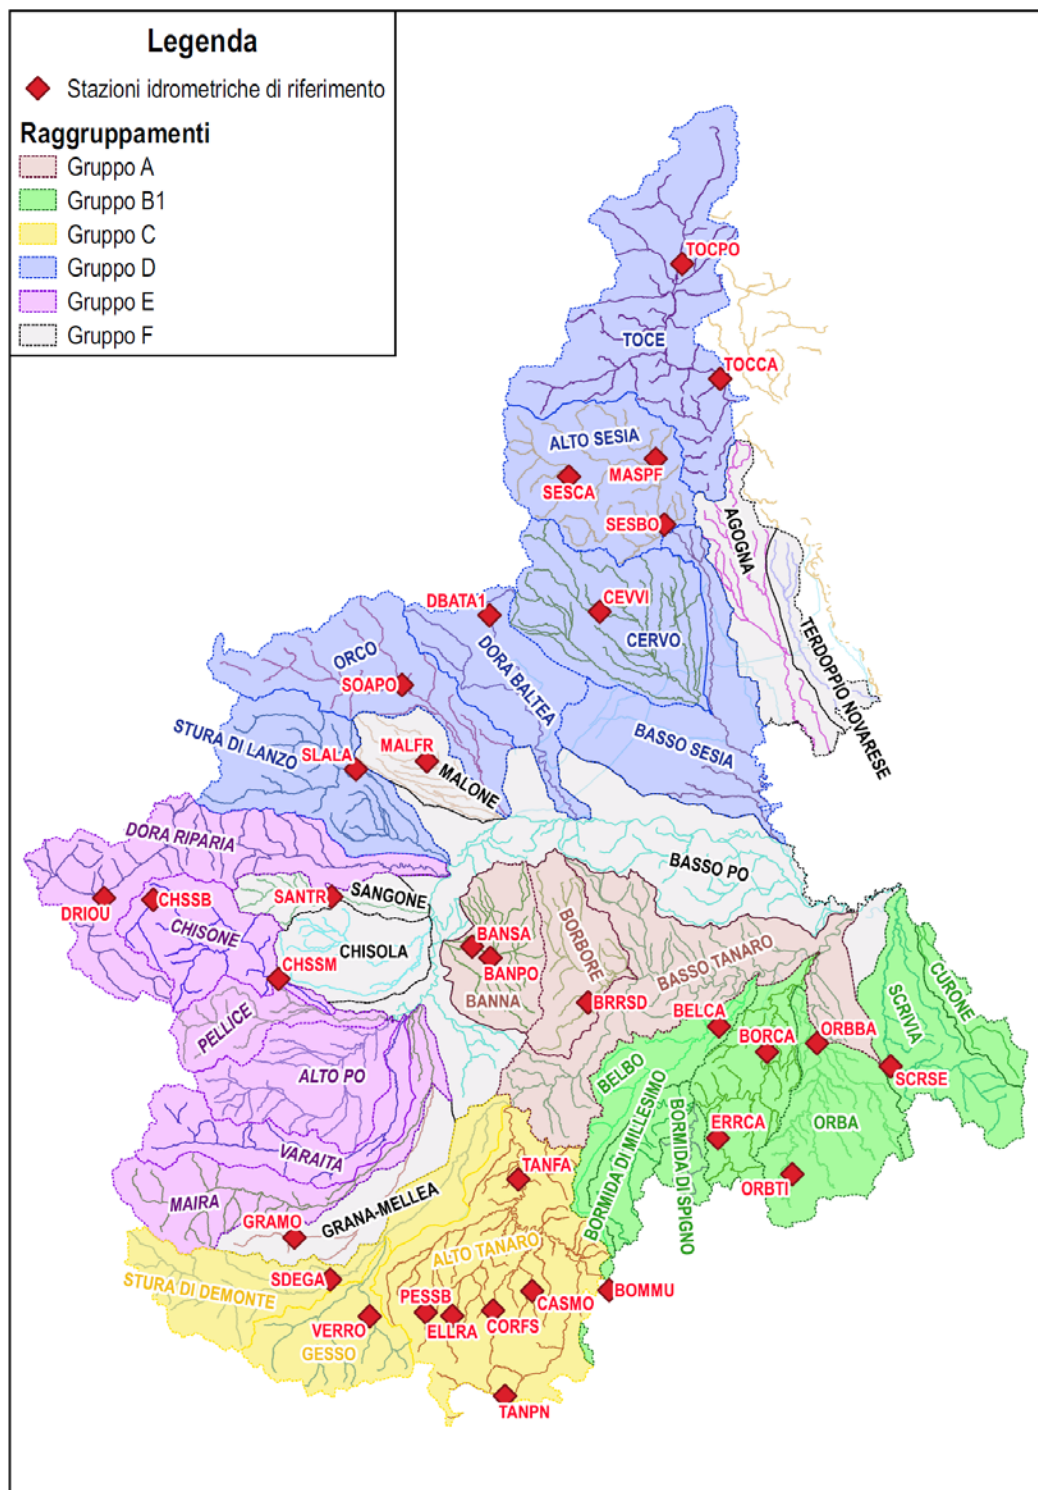 Legenda
Stazioni idrometriche di riferimento
Raggruppamenti
Gruppo A
Gruppo B1
Gruppo C
Gruppo D
Gruppo E
Gruppo F
TOCPO
TOCE
TOCCA
ALTO SESIA
MASPF
SESCA
SESBO
AGOGNA
DBATA1
CEVVI
CERVO
TERDOPPIO NOVARESE
ORCO
DORA BALTEA
SOAPO
STURA DI LANZO
SLALA
MALFR
MALONE
BASSO SESIA
DORA RIPARIA
BASSO PO
DRIOU
CHSSB
SANTR
SANGONE
CHISONE
CHISOLA
BANSA
BORBORE
BANPO
BASSO TANARO
CHSSM
BANNA
BRRSD
SCRIVIA
CURONE
PELLICE
BELCA
BORCA
ORBBA
SCRSE
ALTO PO
BELBO
BORMIDA DI MILLESIMO
BORMIDA DI SPIGNO
ERRCA
ORBA
VARAITA
TANFA
ORBTI
MAIRA
GRANA-MELLEA
GRAMO
ALTO TANARO
STURA DI DEMONTE
SDEGA
PESSB
CASMO
BOMMU
VERRO
ELLRA
CORFS
GESSO
TANPN